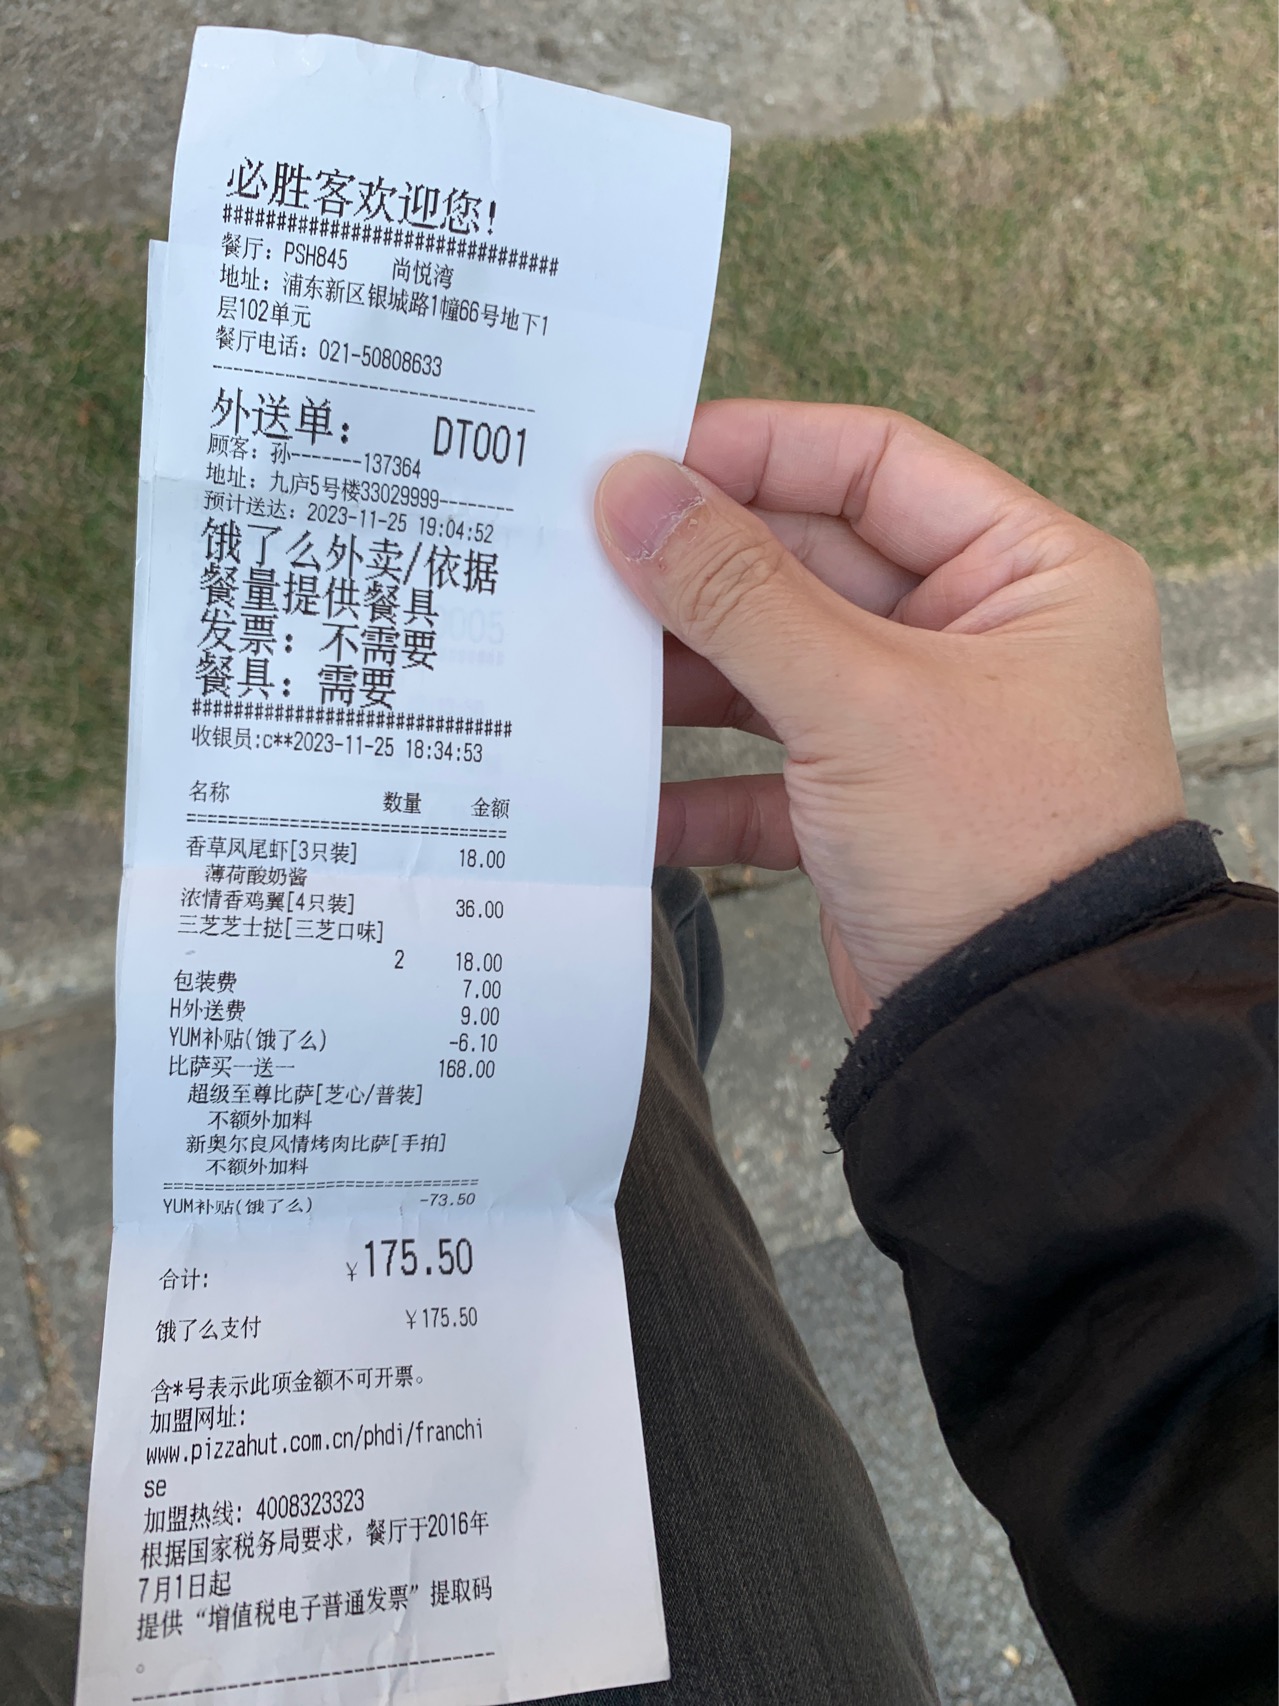 必胜客欢迎您!
##############################
餐厅: PSH845 尚悦湾
地址: 浦东新区银城路1幢66号地下1
层102单元
餐厅电话: 021-50808633
------------------------------
外送单: DT001
顾客: 孙-------137364
地址: 九庐5号楼33029999--------
预计送达: 2023-11-25 19:04:52
饿了么外卖/依据
餐量提供餐具
发票: 不需要
餐具: 需要
##############################
收银员:c**2023-11-25 18:34:53
名称 数量 金额
==============================
香草凤尾虾[3只装] 18.00
薄荷酸奶酱
浓情香鸡翼[4只装] 36.00
三芝芝士挞[三芝口味]
2 18.00
包装费 7.00
H外送费 9.00
YUM补贴(饿了么) -6.10
比萨买一送一 168.00
超级至尊比萨[芝心/普装]
不额外加料
新奥尔良风情烤肉比萨[手拍]
不额外加料
==============================
YUM补贴(饿了么) -73.50
合计: ¥175.50
饿了么支付 ¥175.50
含*号表示此项金额不可开票。
加盟网址:
www.pizzahut.com.cn/phdi/franchi
se
加盟热线: 4008323323
根据国家税务局要求, 餐厅于2016年
7月1日起
提供“增值税电子普通发票”提取码
。
------------------------------